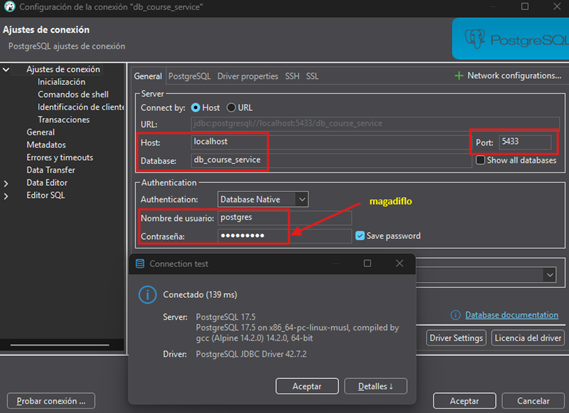 Configuración de la conexión "db_course_service"
Ajustes de conexión
PostgreSQL ajustes de conexión
PostgreSQL
Ajustes de conexión
Inicialización
Comandos de shell
Identificación de cliente
Transacciones
General
Metadatos
Errores y timeouts
Data Transfer
Data Editor
Editor SQL
General PostgreSQL Driver properties SSH SSL + Network configurations...
Server
Connect by: Host URL
URL: jdbc:postgresql://localhost:5433/db_course_service
Host: localhost Port: 5433
Database: db_course_service Show all databases
Authentication
Authentication: Database Native
magadiflo
Nombre de usuario: postgres
Contraseña: ••••••••• Save password
Connection test
Conectado (139 ms)
Server: PostgreSQL 17.5
PostgreSQL 17.5 on x86_64-pc-linux-musl, compiled by
gcc (Alpine 14.2.0) 14.2.0, 64-bit
Driver: PostgreSQL JDBC Driver 42.7.2
Aceptar Detalles ↓
Database documentation
Driver Settings Licencia del driver
Probar conexión ... Aceptar Cancelar